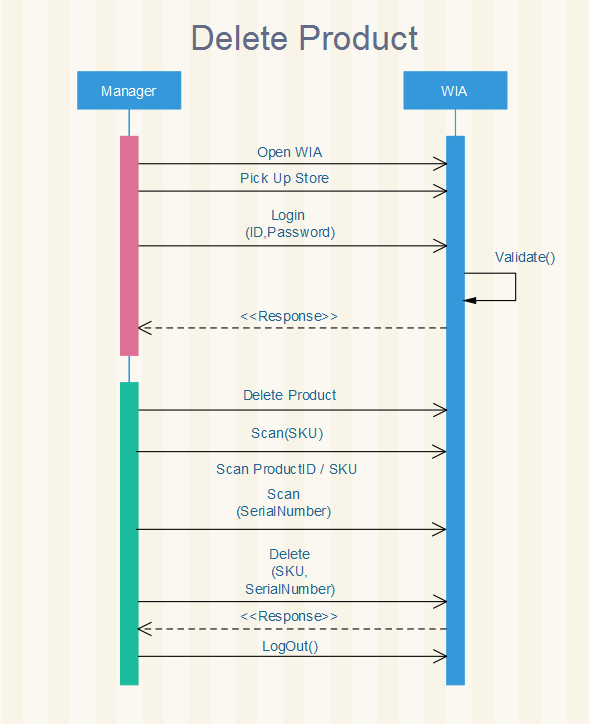 Delete Product
Manager
WIA
Open WIA
Pick Up Store
Login
(ID,Password)
Validate()
<<Response>>
Delete Product
Scan(SKU)
Scan ProductID / SKU
Scan
(SerialNumber)
Delete
(SKU,
SerialNumber)
<<Response>>
LogOut()